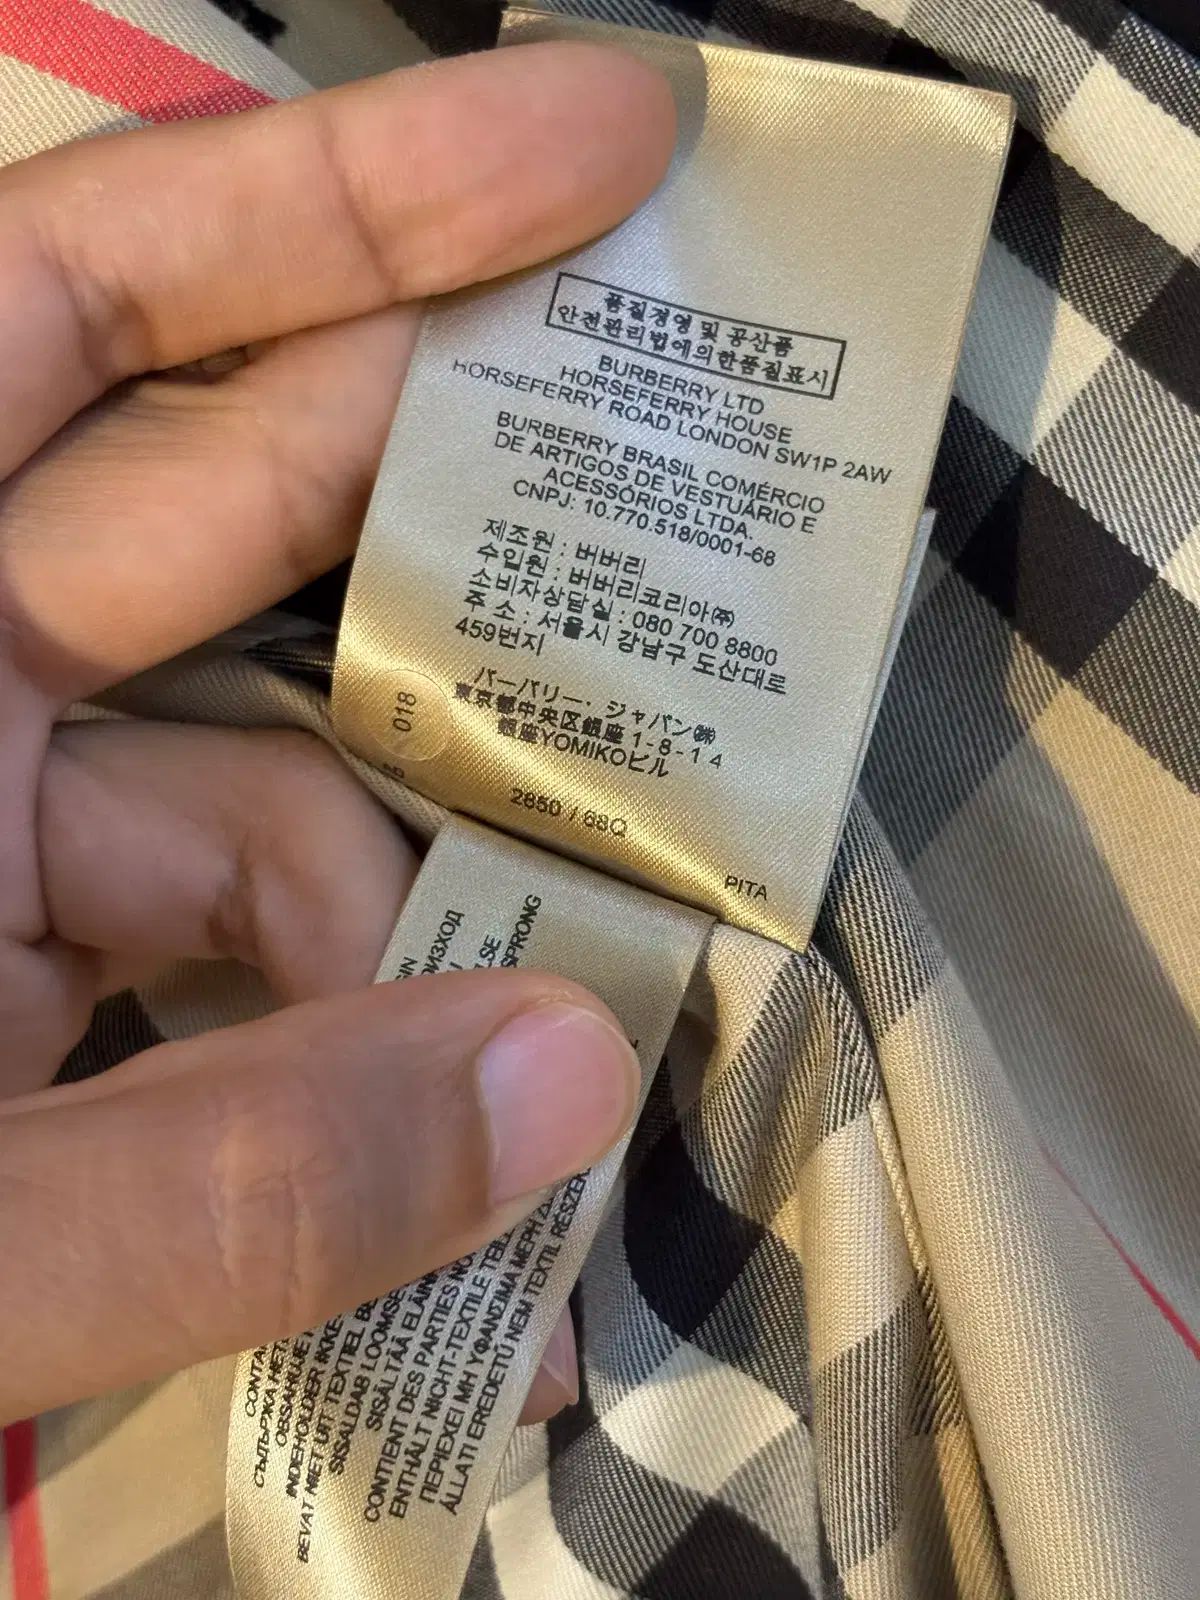 품질경영 및 공산품
안전관리법에의한품질표시
BURBERRY LTD
HORSEFERRY HOUSE
HORSEFERRY ROAD LONDON SW1P 2AW
BURBERRY BRASIL COMÉRCIO
DE ARTIGOS DE VESTUÁRIO E
ACESSÓRIOS LTDA.
CNPJ: 10.770.518/0001-68
제조원 : 버버리
수입원 : 버버리코리아㈜
소비자상담실 : 080 700 8800
주 소 : 서울시 강남구 도산대로
459번지
バーバリー. ジャパン㈱
東京都中央区銀座 1-8-14
銀座YOMIKOビル
018
2850 / 68Q
PITA
SPRONG
CONTIENT DES PARTIES
ENTHÄLT NICHT-TEXTILE
ΠΕΡΙΕΧΕΙ ΜΗ ΥΦΑΝΣΙΜΑ ΜΕΡΗ
ÁLLATI EREDETŰ NEM TEXTIL
BEVAT NIET UIT TEXTIEL
INDEHOLDER IKKE
SISALDAB
SISÄLTÄÄ